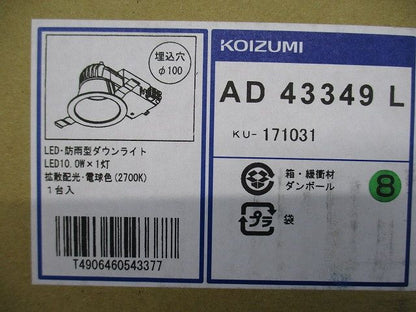 埋込穴
φ100
LED・防雨型ダウンライト
LED10.0W×1灯
拡散配光・電球色(2700K)
1台入
T4906460543377
KOIZUMI
AD 43349 L
KU- 171031
箱・緩衝材
ダンボール
プラ
袋
8